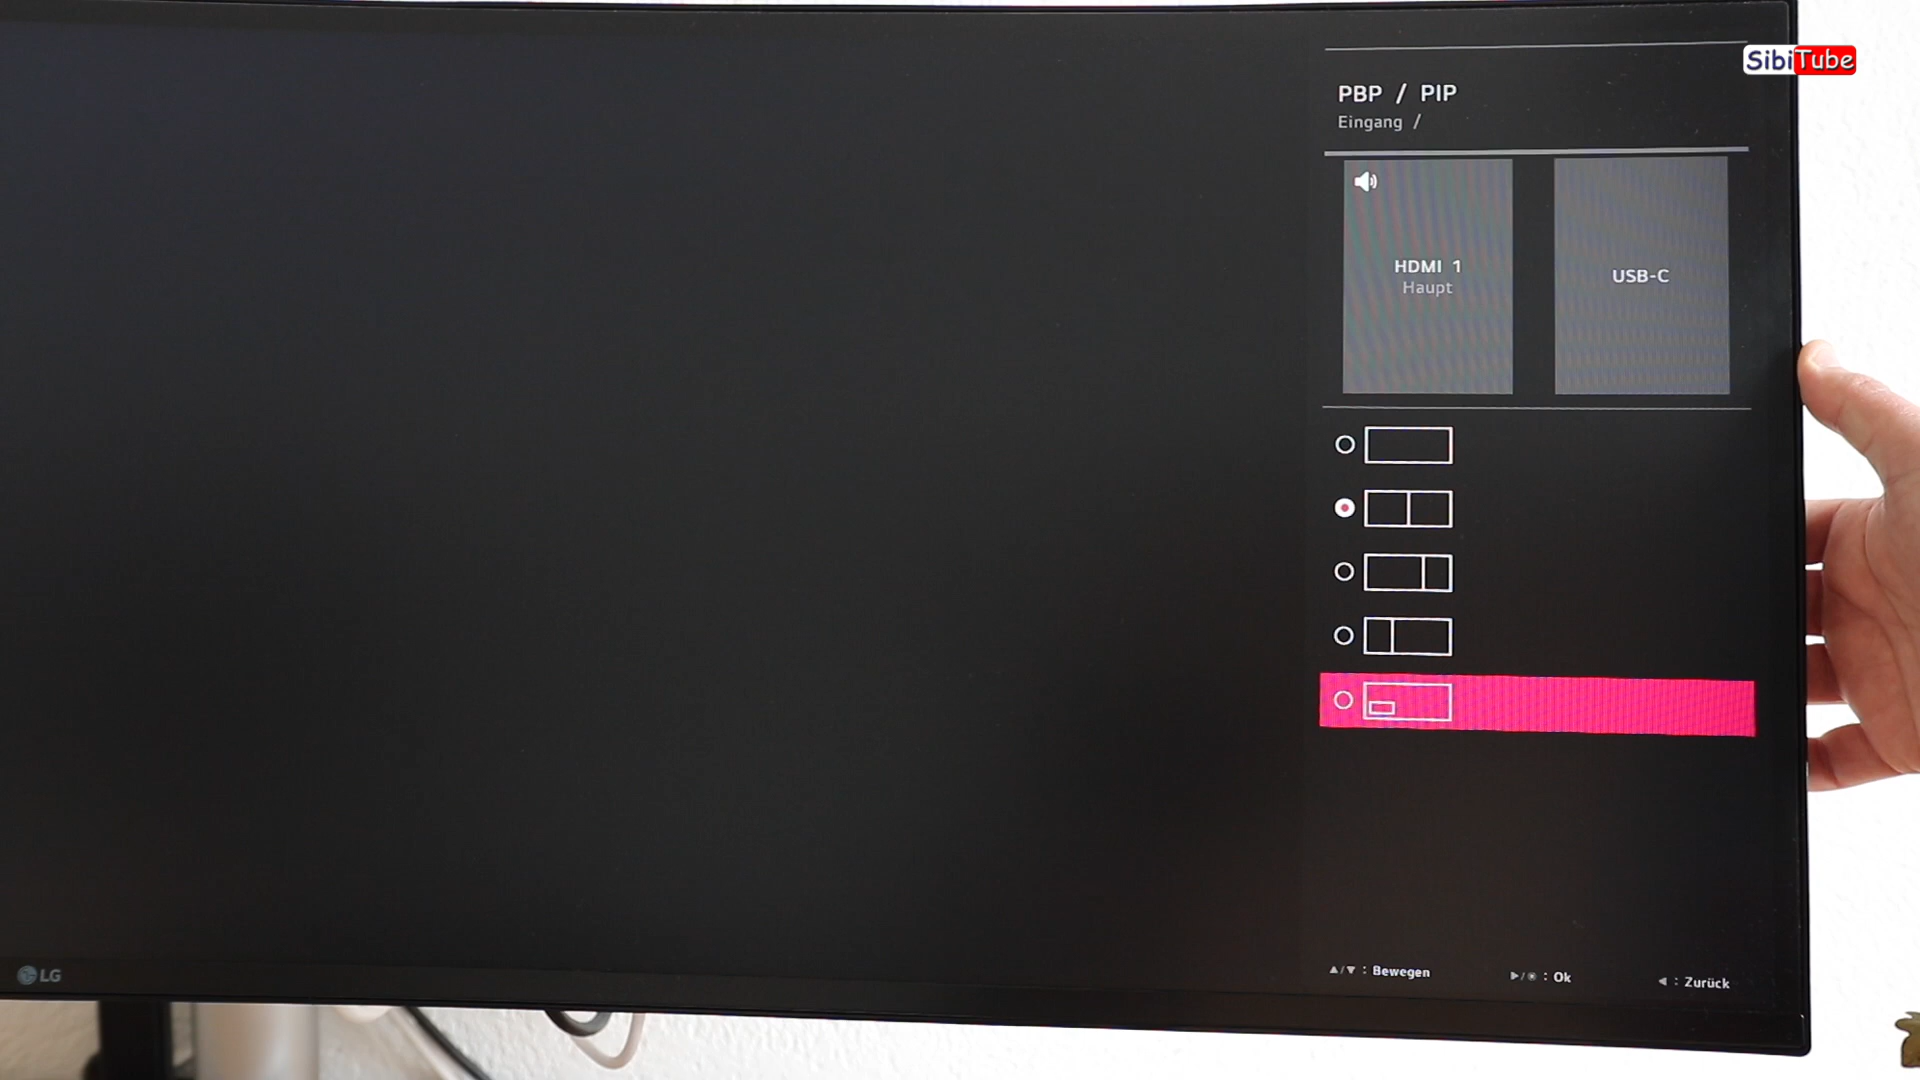 SibiTube
PBP / PIP
Eingang /
HDMI 1
Haupt
USB-C
LG
▲/▼ : Bewegen
▶/⦿ : Ok
◀ : Zurück